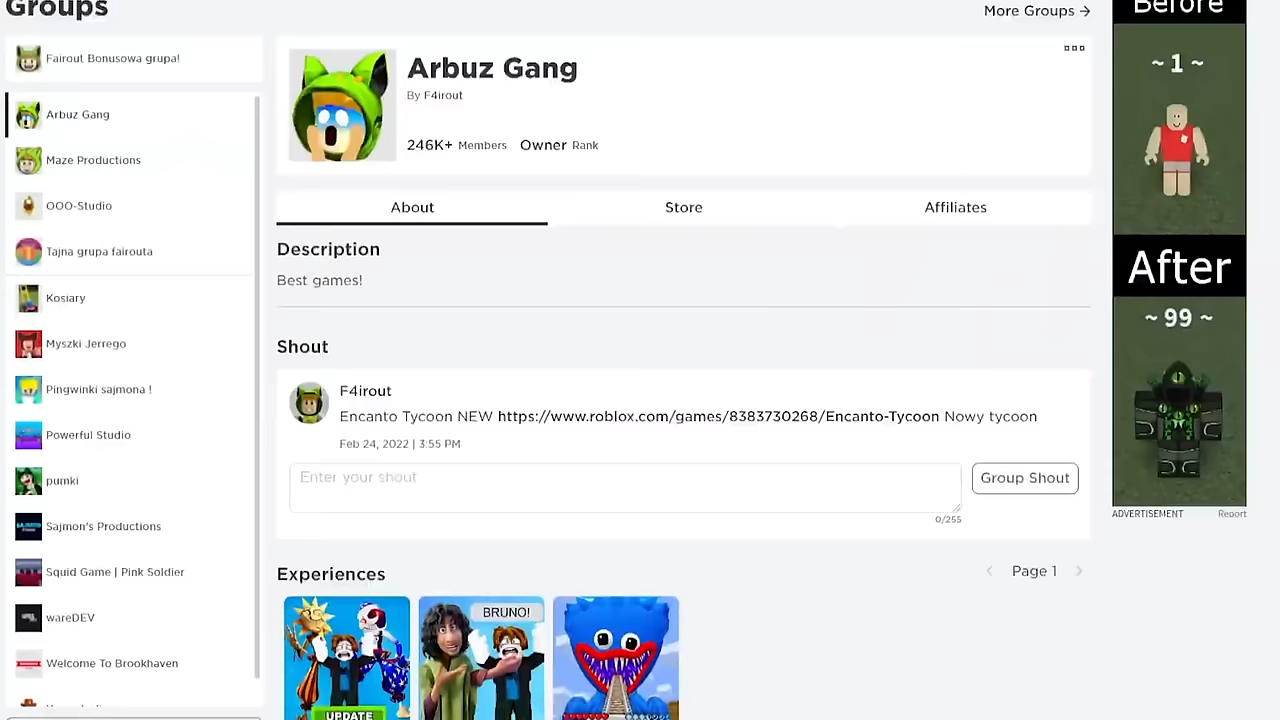 Groups
More Groups →
Fairout Bonusowa grupa!
Arbuz Gang
Maze Productions
OOO-Studio
Tajna grupa fairouta
Kosiary
Myszki Jerrego
Pingwinki sajmona !
Powerful Studio
pumki
Sajmon's Productions
Squid Game | Pink Soldier
wareDEV
Welcome To Brookhaven
Arbuz Gang
By F4irout
246K+ Members Owner Rank
About Store Affiliates
Description
Best games!
Shout
F4irout
Encanto Tycoon NEW https://www.roblox.com/games/8383730268/Encanto-Tycoon Nowy tycoon
Feb 24, 2022 | 3:55 PM
Enter your shout
Group Shout
0/255
Experiences
Page 1
UPDATE
BRUNO!
Before
~ 1 ~
After
~ 99 ~
ADVERTISEMENT Report